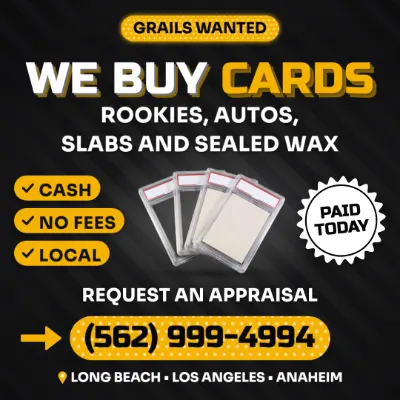 GRAILS WANTED
WE BUY CARDS
ROOKIES, AUTOS,
SLABS AND SEALED WAX
✓ CASH
✓ NO FEES
✓ LOCAL
PAID
TODAY
REQUEST AN APPRAISAL
→ (562) 999-4994
LONG BEACH • LOS ANGELES • ANAHEIM